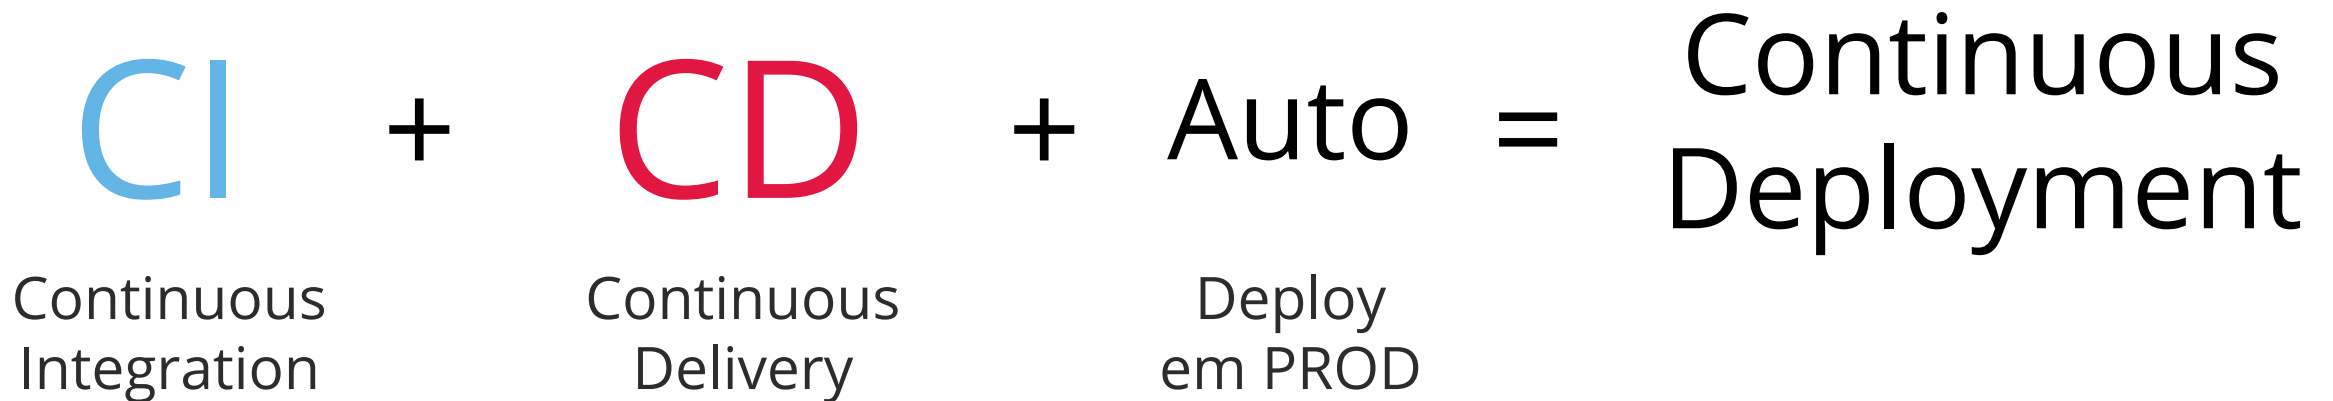 CI + CD + Auto = Continuous Deployment
Continuous Integration
Continuous Delivery
Deploy em PROD